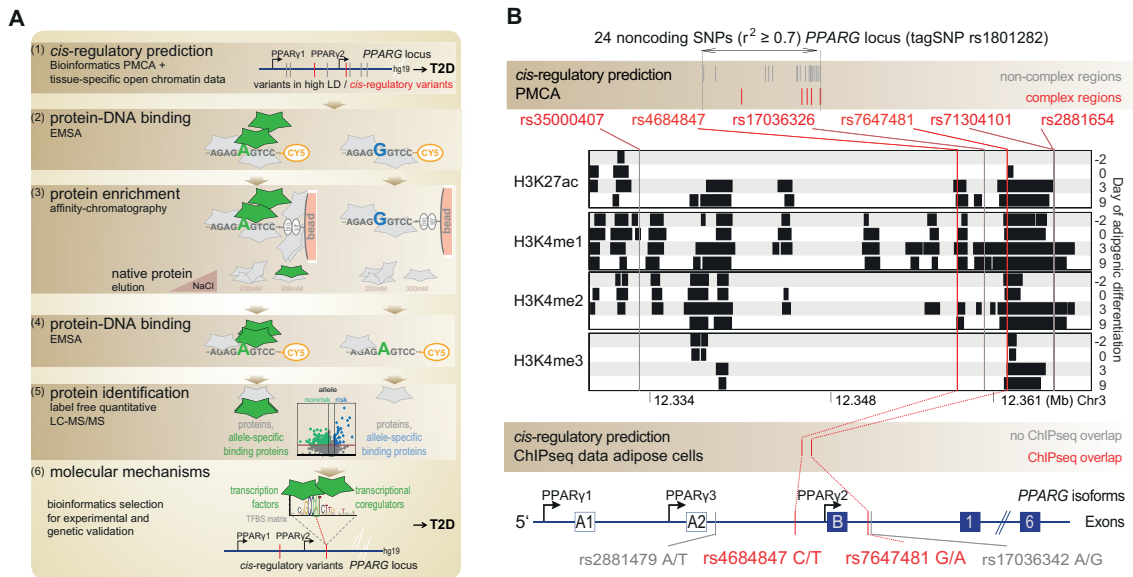 A
(1) cis-regulatory prediction
Bioinformatics PMCA +
tissue-specific open chromatin data
PPARγ1 PPARγ2 PPARG locus
hg19 → T2D
variants in high LD / cis-regulatory variants
(2) protein-DNA binding
EMSA
AGAGAGTCC CY5
AGAGGGTCC CY5
(3) protein enrichment
affinity-chromatography
AGAGAGTCC bead
AGAGGGTCC bead
native protein
elution
NaCl
200mM 300mM
200mM 300mM
(4) protein-DNA binding
EMSA
AGAGAGTCC CY5
AGAGAGTCC CY5
(5) protein identification
label free quantitative
LC-MS/MS
allele
nonrisk risk
proteins,
allele-specific
binding proteins
proteins,
allele-specific
binding proteins
(6) molecular mechanisms
bioinformatics selection
for experimental and
genetic validation
transcription
factors
TFBS matrix
transcriptional
coregulators
→ T2D
PPARγ1 PPARγ2
hg19
cis-regulatory variants PPARG locus
B
24 noncoding SNPs (r² ≥ 0.7) PPARG locus (tagSNP rs1801282)
cis-regulatory prediction
PMCA
non-complex regions
complex regions
rs35000407 rs4684847 rs17036326 rs7647481 rs71304101 rs2881654
H3K27ac
-2
0
3
9
H3K4me1
-2
0
3
9
H3K4me2
-2
0
3
9
H3K4me3
-2
0
3
9
Day of adipgenic differentiation
12.334 12.348 12.361 (Mb) Chr3
cis-regulatory prediction
ChIPseq data adipose cells
no ChIPseq overlap
ChIPseq overlap
PPARγ1 PPARγ3 PPARγ2 PPARG isoforms
5‘ A1 A2 B 1 6 Exons
rs2881479 A/T rs4684847 C/T rs7647481 G/A rs17036342 A/G